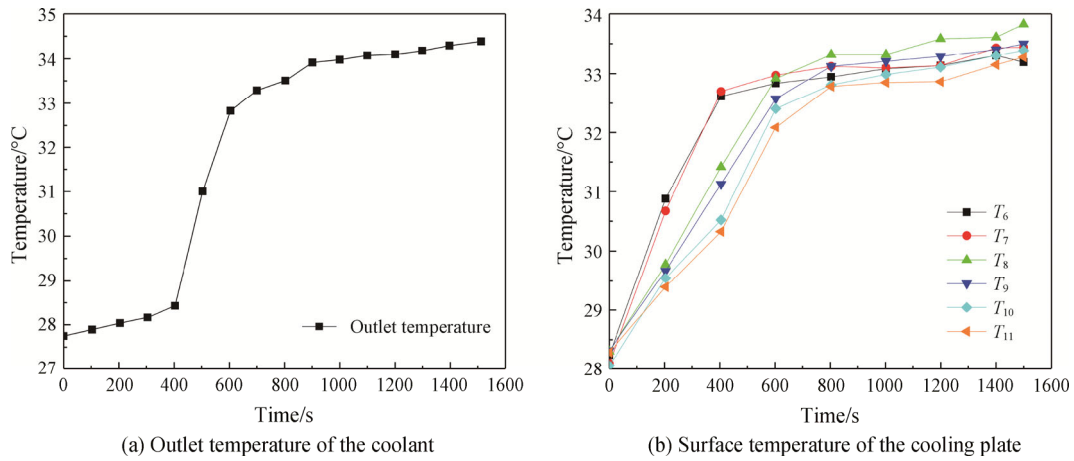 35
34
33
32
31
30
29
28
27
Temperature/°C
Outlet temperature
0 200 400 600 800 1000 1200 1400 1600
Time/s
(a) Outlet temperature of the coolant
34
33
32
31
30
29
28
Temperature/°C
T6
T7
T8
T9
T10
T11
0 200 400 600 800 1000 1200 1400 1600
Time/s
(b) Surface temperature of the cooling plate